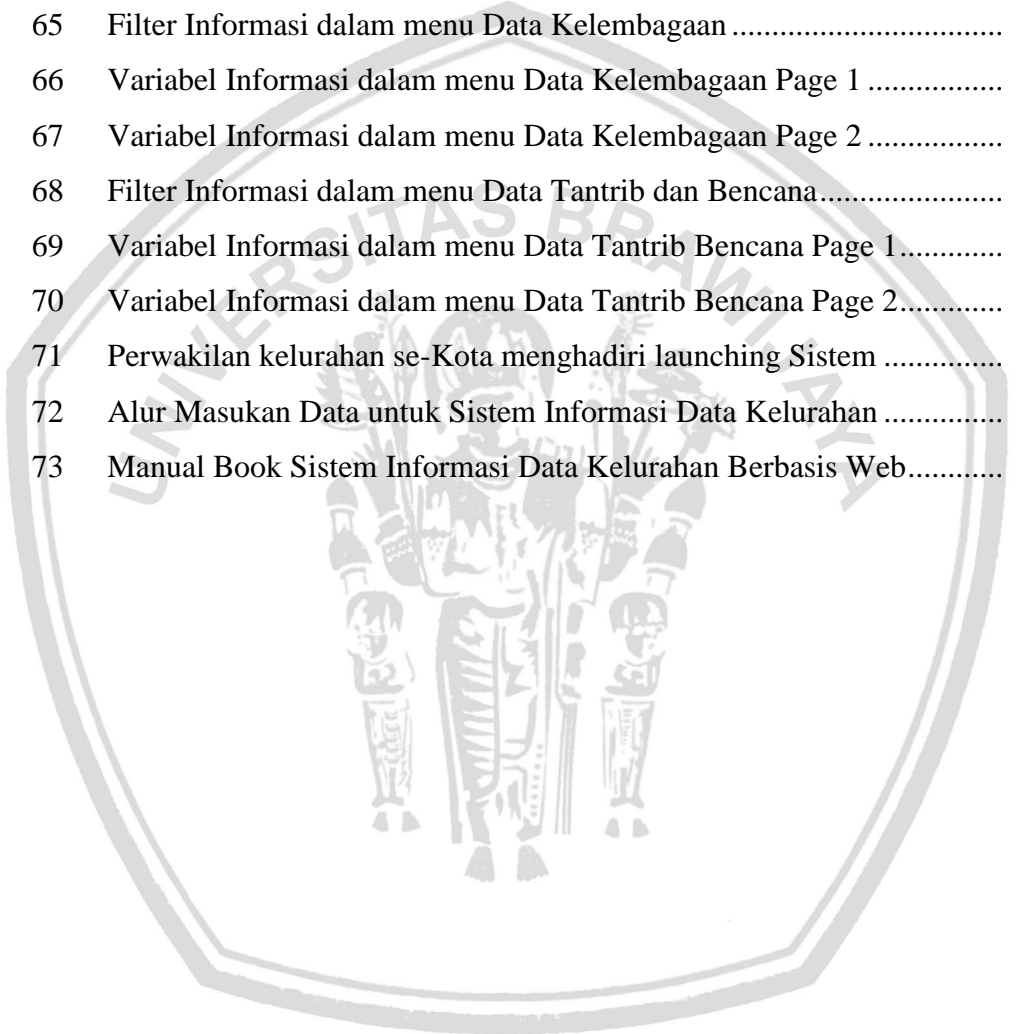 65 Filter Informasi dalam menu Data Kelembagaan ................................
66 Variabel Informasi dalam menu Data Kelembagaan Page 1 ................
67 Variabel Informasi dalam menu Data Kelembagaan Page 2 ................
68 Filter Informasi dalam menu Data Tantrib dan Bencana......................
69 Variabel Informasi dalam menu Data Tantrib Bencana Page 1............
70 Variabel Informasi dalam menu Data Tantrib Bencana Page 2............
71 Perwakilan kelurahan se-Kota menghadiri launching Sistem ..............
72 Alur Masukan Data untuk Sistem Informasi Data Kelurahan ..............
73 Manual Book Sistem Informasi Data Kelurahan Berbasis Web...........
UNIVERSITAS BRAWIJAYA